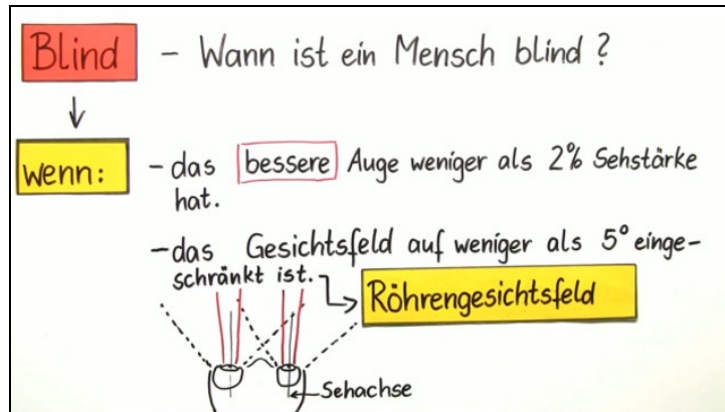 Blind - Wann ist ein Mensch blind ?
wenn: - das bessere Auge weniger als 2% Sehstärke
hat.
- das Gesichtsfeld auf weniger als 5° einge-
schränkt ist.
Röhrengesichtsfeld
Sehachse